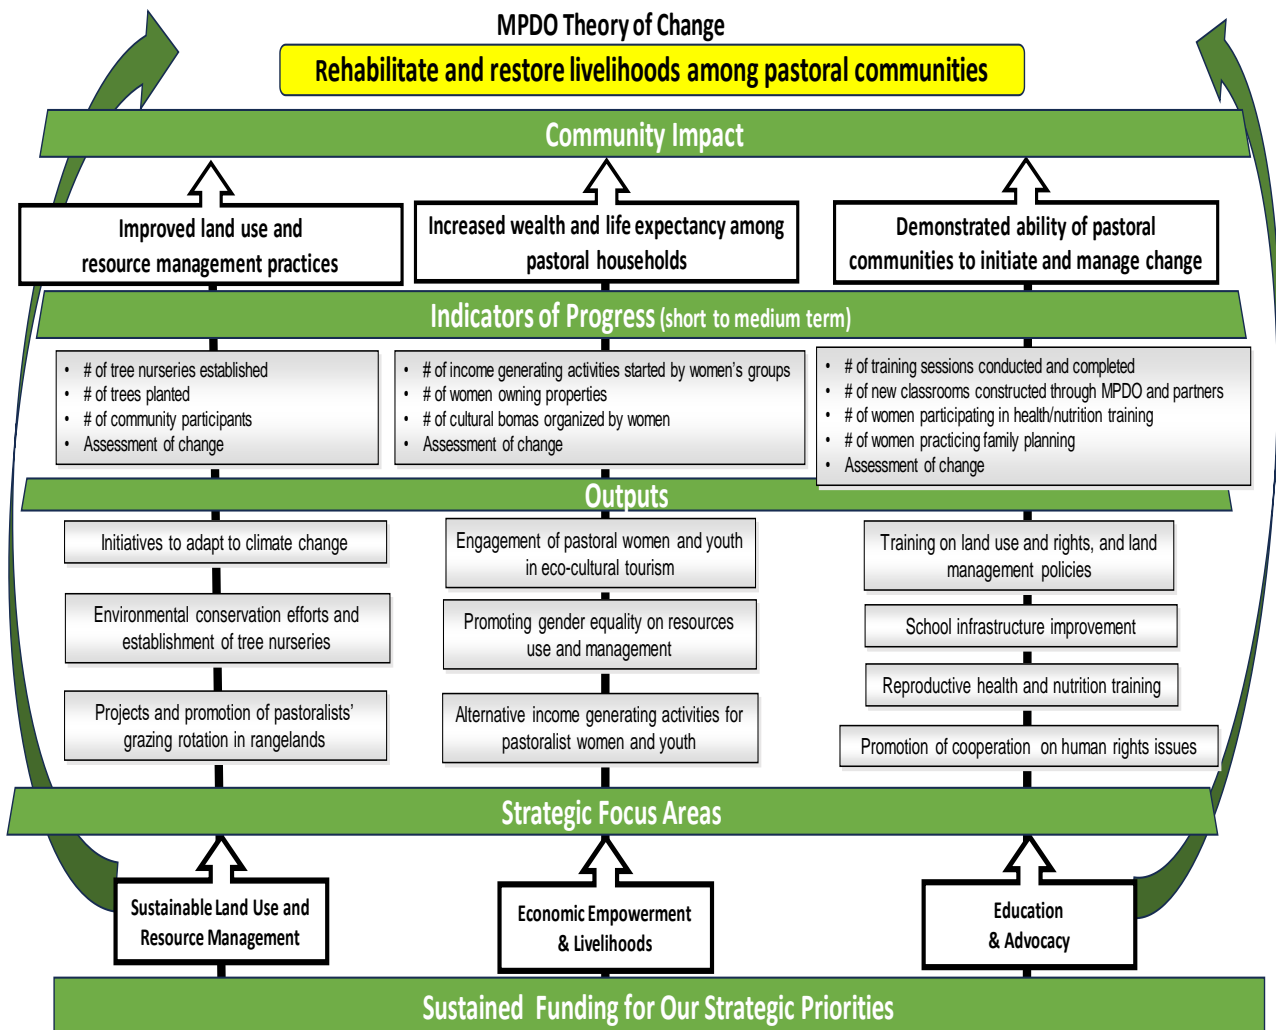 MPDO Theory of Change
Rehabilitate and restore livelihoods among pastoral communities
Community Impact
Improved land use and
resource management practices
Increased wealth and life expectancy among
pastoral households
Demonstrated ability of pastoral
communities to initiate and manage change
Indicators of Progress (short to medium term)
• # of tree nurseries established
• # of trees planted
• # of community participants
• Assessment of change
• # of income generating activities started by women's groups
• # of women owning properties
• # of cultural bomas organized by women
• Assessment of change
• # of training sessions conducted and completed
• # of new classrooms constructed through MPDO and partners
• # of women participating in health/nutrition training
• # of women practicing family planning
• Assessment of change
Outputs
Initiatives to adapt to climate change
Environmental conservation efforts and
establishment of tree nurseries
Projects and promotion of pastoralists'
grazing rotation in rangelands
Engagement of pastoral women and youth
in eco-cultural tourism
Promoting gender equality on resources
use and management
Alternative income generating activities for
pastoralist women and youth
Training on land use and rights, and land
management policies
School infrastructure improvement
Reproductive health and nutrition training
Promotion of cooperation on human rights issues
Strategic Focus Areas
Sustainable Land Use and
Resource Management
Economic Empowerment
& Livelihoods
Education
& Advocacy
Sustained Funding for Our Strategic Priorities